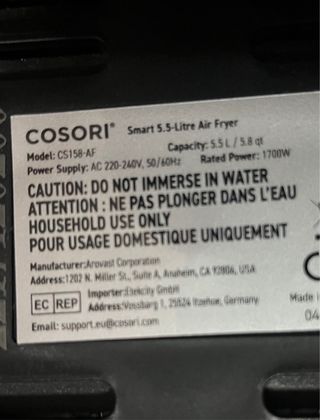 COSORI® Smart 5.5-Litre Air Fryer
Model: CS158-AF Capacity: 5.5 L / 5.8 qt
Power Supply: AC 220-240V, 50/60Hz Rated Power: 1700W
CAUTION: DO NOT IMMERSE IN WATER
ATTENTION : NE PAS PLONGER DANS L'EAU
HOUSEHOLD USE ONLY
POUR USAGE DOMESTIQUE UNIQUEMENT
Manufacturer:Arovast Corporation
Address:1202 N. Miller St., Suite A, Anaheim, CA 92806, USA
EC REP Importer:Etekcity GmbH
Address:Vossbarg 1, 25524 Itzehoe, Germany
Email: support.eu@cosori.com
Made i
04